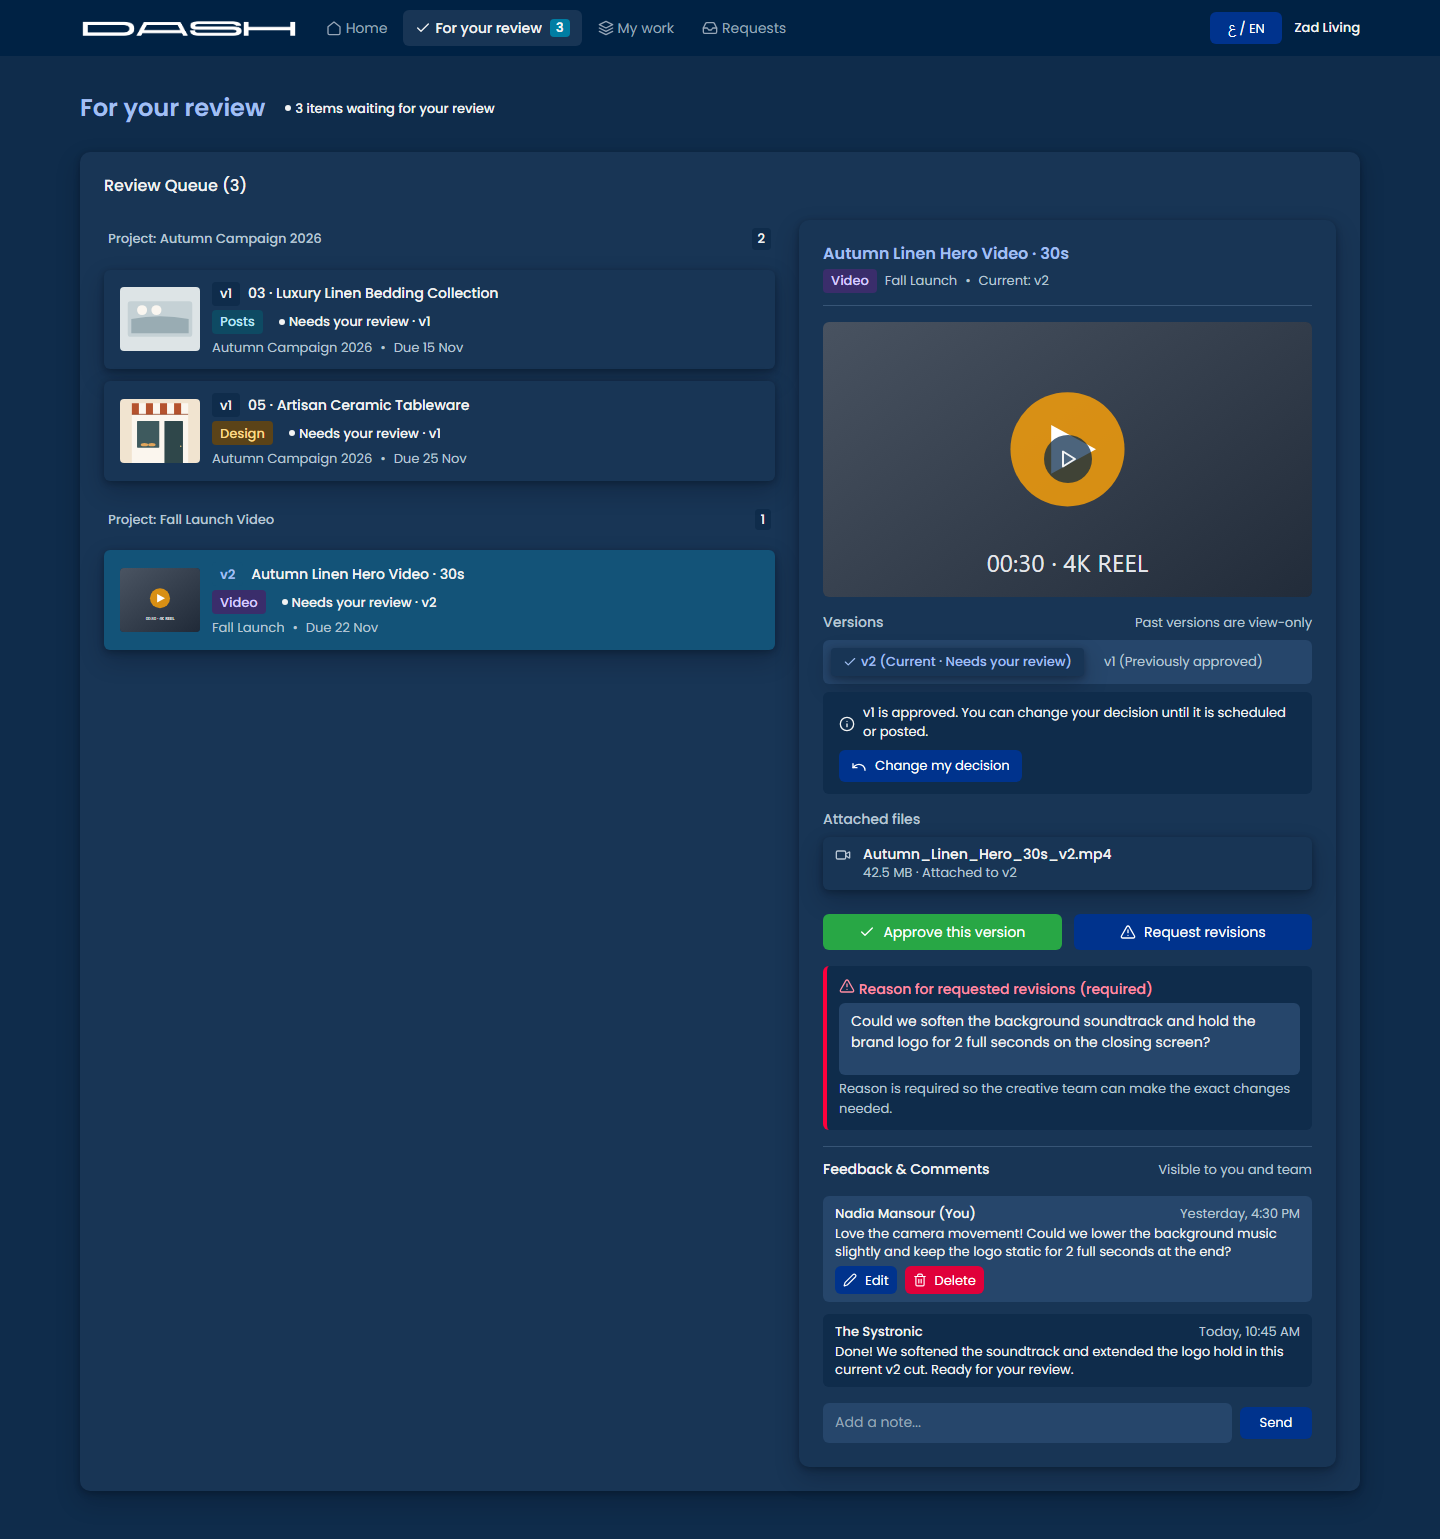 DASH
Home
For your review 3
My work
Requests
ع / EN
Zad Living
For your review
3 items waiting for your review
Review Queue (3)
Project: Autumn Campaign 2026
2
v1 03 · Luxury Linen Bedding Collection
Posts • Needs your review · v1
Autumn Campaign 2026 • Due 15 Nov
v1 05 · Artisan Ceramic Tableware
Design • Needs your review · v1
Autumn Campaign 2026 • Due 25 Nov
Project: Fall Launch Video
1
00:30 · 4K REEL
v2 Autumn Linen Hero Video · 30s
Video • Needs your review · v2
Fall Launch • Due 22 Nov
Autumn Linen Hero Video · 30s
Video Fall Launch • Current: v2
00:30 · 4K REEL
Versions
Past versions are view-only
v2 (Current · Needs your review)
v1 (Previously approved)
v1 is approved. You can change your decision until it is scheduled
or posted.
Change my decision
Attached files
Autumn_Linen_Hero_30s_v2.mp4
42.5 MB · Attached to v2
Approve this version
Request revisions
Reason for requested revisions (required)
Could we soften the background soundtrack and hold the
brand logo for 2 full seconds on the closing screen?
Reason is required so the creative team can make the exact changes
needed.
Feedback & Comments
Visible to you and team
Nadia Mansour (You)
Yesterday, 4:30 PM
Love the camera movement! Could we lower the background music
slightly and keep the logo static for 2 full seconds at the end?
Edit
Delete
The Systronic
Today, 10:45 AM
Done! We softened the soundtrack and extended the logo hold in this
current v2 cut. Ready for your review.
Add a note...
Send